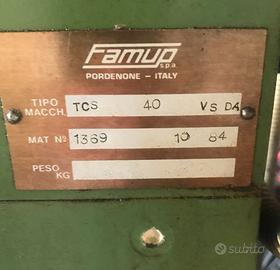 Famup
s.p.a.
PORDENONE - ITALY
TIPO MACCH. TCS 40 VS DA
MAT Nº 1369 10 84
PESO KG
subito